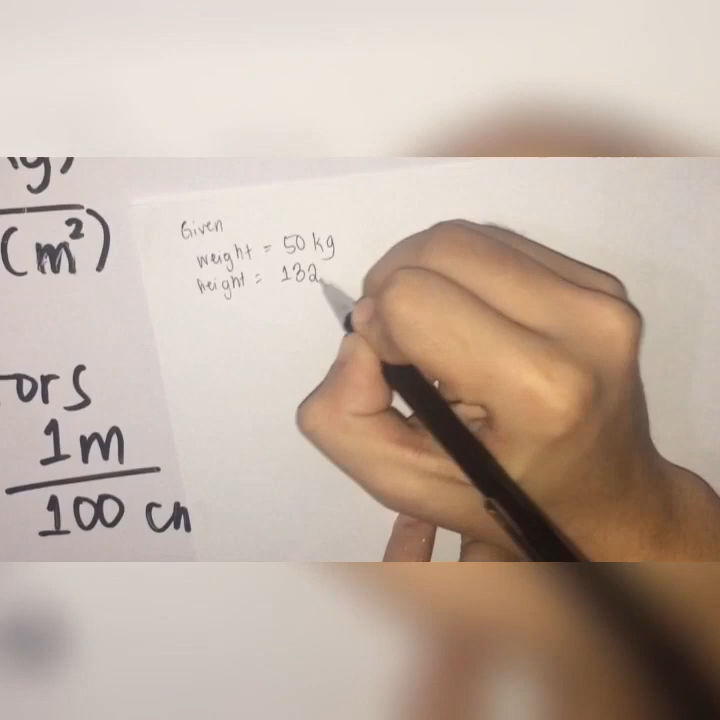 (m²)
ors
1m
100 cm
Given
weight = 50 kg
height = 132